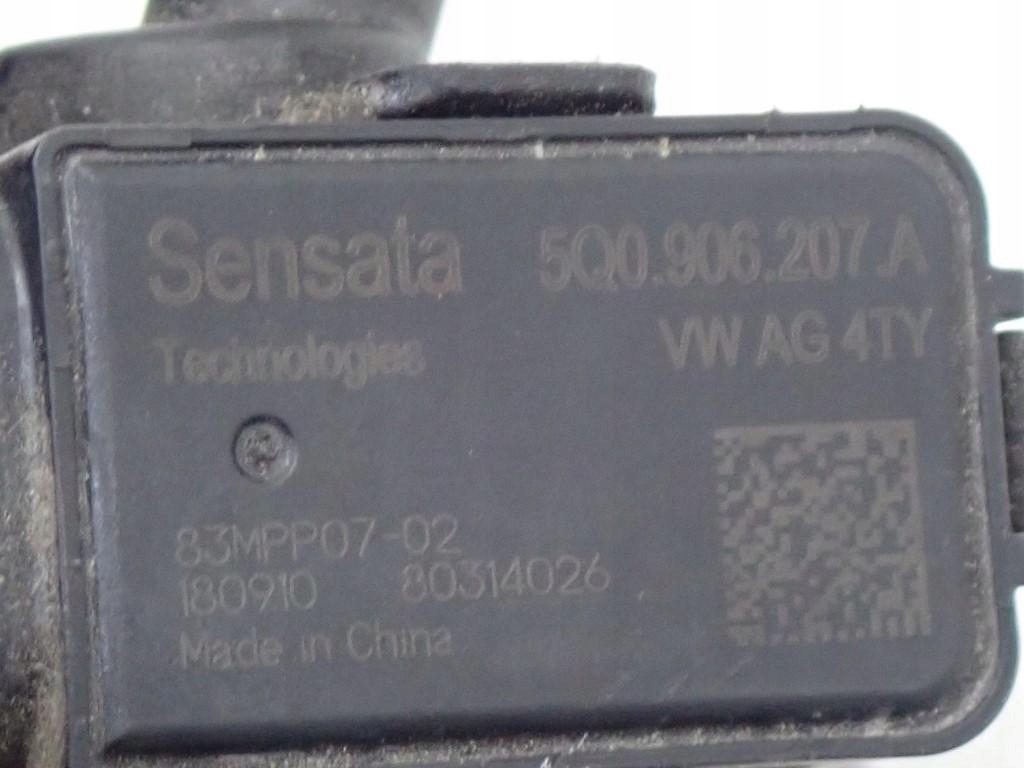 Sensata 5Q0.906.207.A
Technologies VW AG 4TY
83MPP07-02
180910 80314026
Made in China